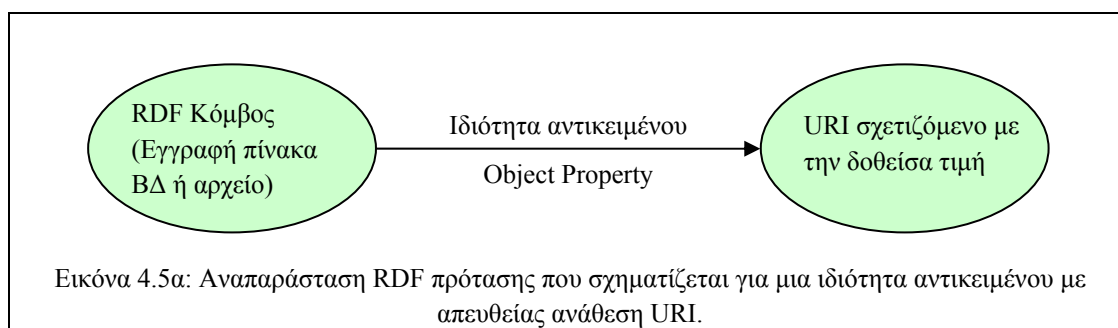 RDF Κόμβος
(Εγγραφή πίνακα
ΒΔ ή αρχείο)
Ιδιότητα αντικειμένου
Object Property
URI σχετιζόμενο με
την δοθείσα τιμή
Εικόνα 4.5α: Αναπαράσταση RDF πρότασης που σχηματίζεται για μια ιδιότητα αντικειμένου με
απευθείας ανάθεση URI.